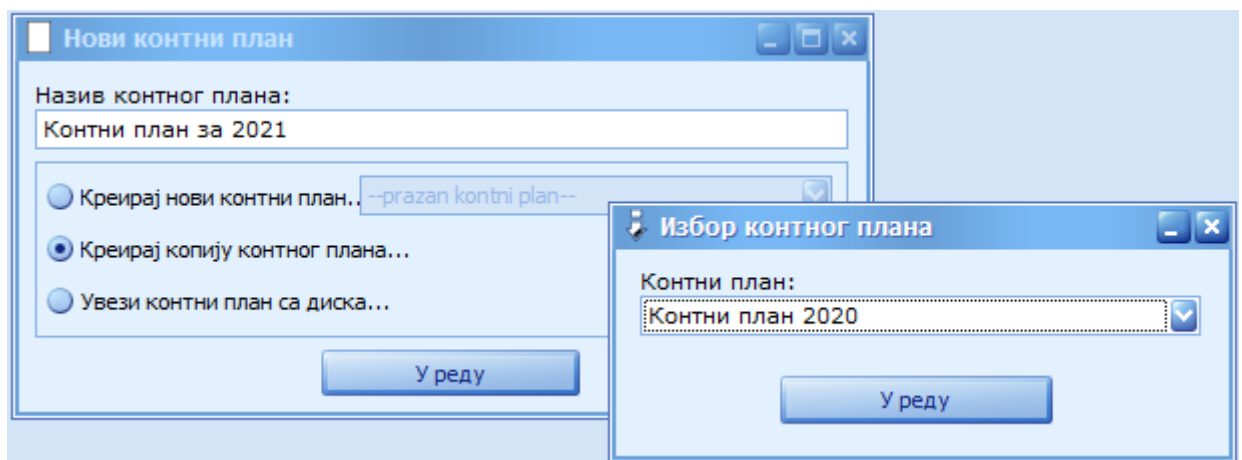 Нови контни план
Назив контног плана:
Контни план за 2021
Креирај нови контни план..
--prazan kontni plan--
Креирај копију контног плана...
Увези контни план са диска...
У реду
Избор контног плана
Контни план:
Контни план 2020
У реду